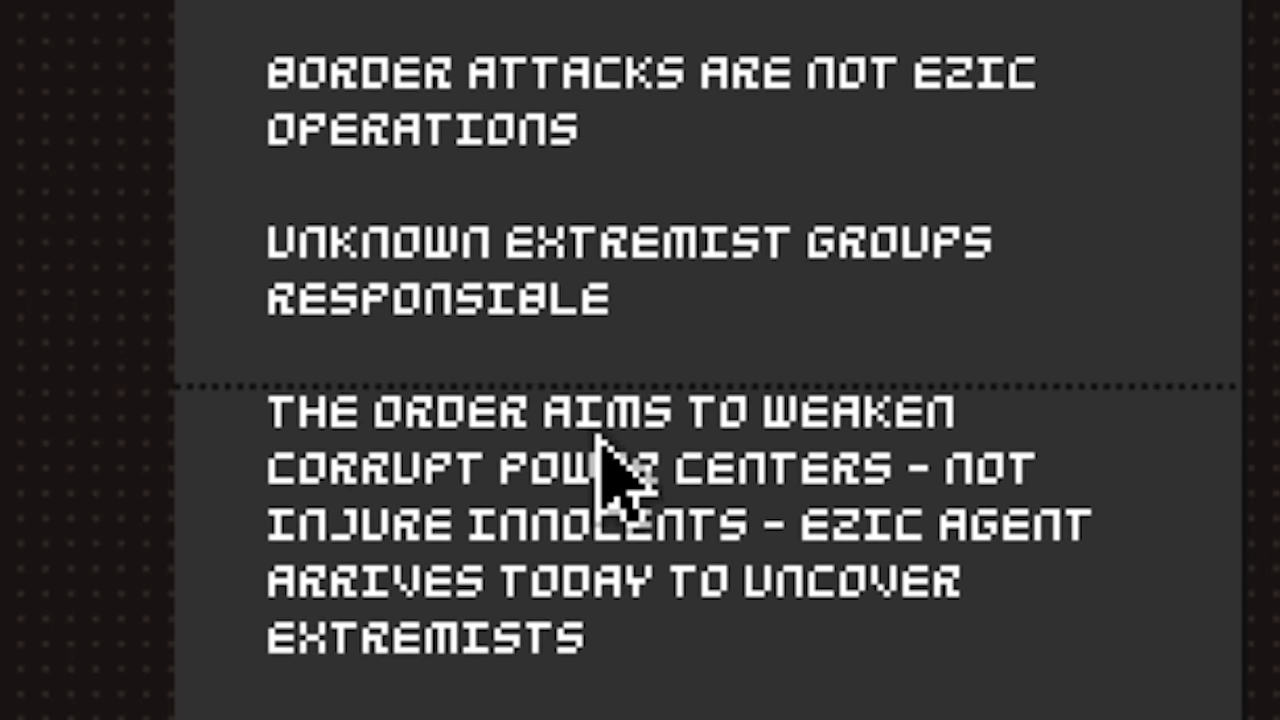 BORDER ATTACKS ARE NOT EZIC
OPERATIONS
UNKNOWN EXTREMIST GROUPS
RESPONSIBLE
THE ORDER AIMS TO WEAKEN
CORRUPT POWER CENTERS - NOT
INJURE INNOCENTS - EZIC AGENT
ARRIVES TODAY TO UNCOVER
EXTREMISTS